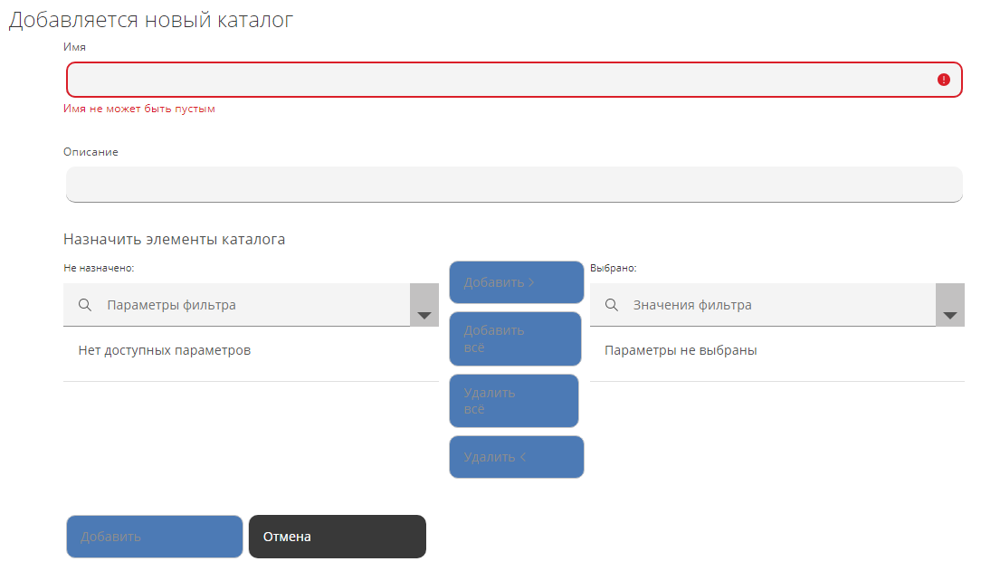 Добавляется новый каталог
Имя
Имя не может быть пустым
Описание
Назначить элементы каталога
Не назначено:
Параметры фильтра
Нет доступных параметров
Добавить >
Добавить
всё
Удалить
всё
Удалить <
Выбрано:
Значения фильтра
Параметры не выбраны
Добавить
Отмена